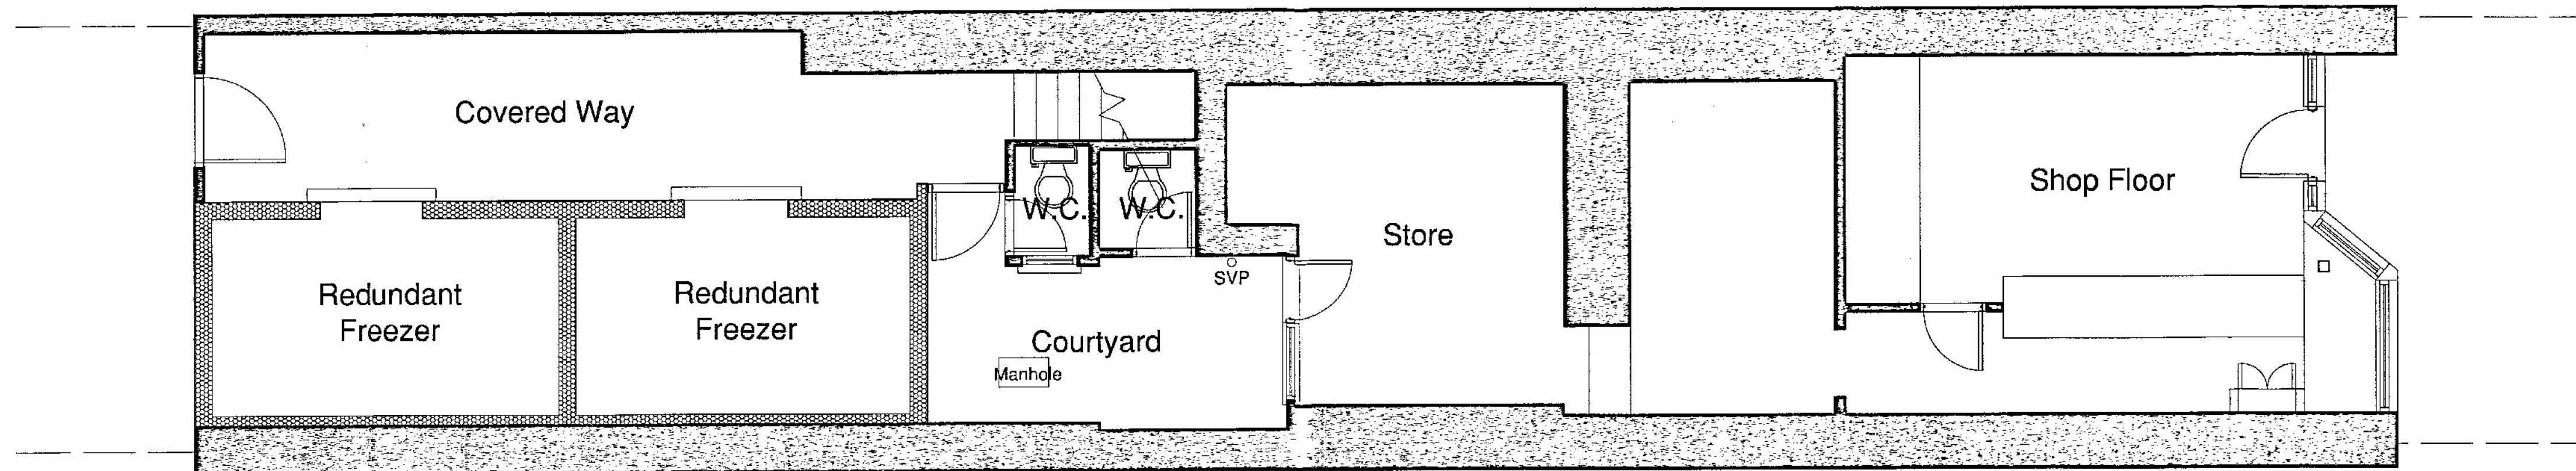 Covered Way
Shop Floor
W.C.
W.C.
Store
SVP
Redundant
Freezer
Redundant
Freezer
Courtyard
Manhole